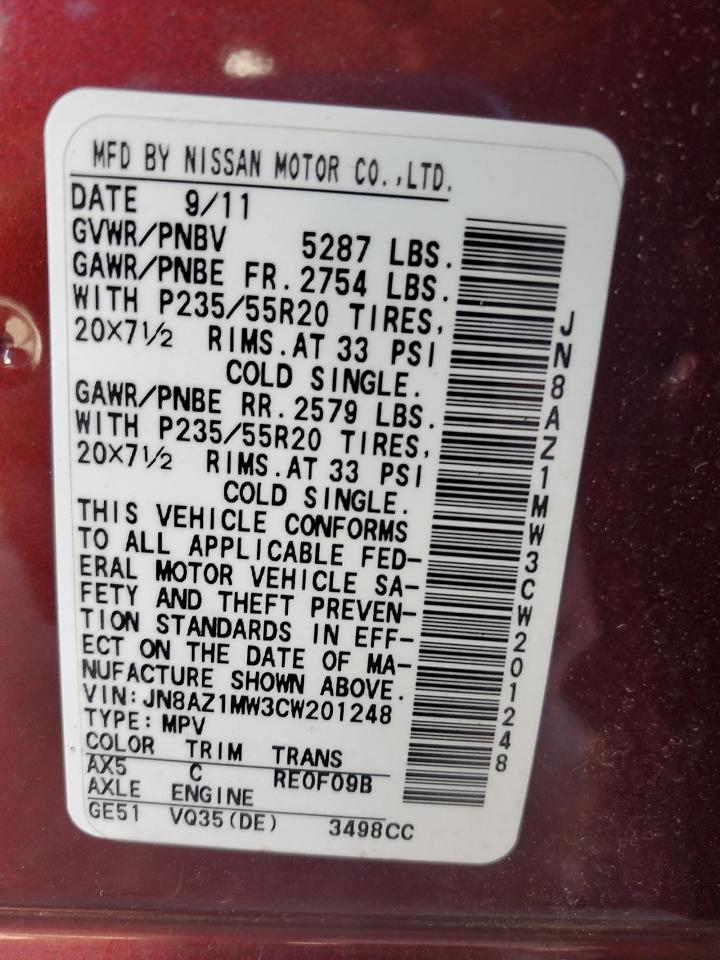 MFD BY NISSAN MOTOR CO.,LTD.
DATE 9/11
GVWR/PNBV 5287 LBS.
GAWR/PNBE FR. 2754 LBS.
WITH P235/55R20 TIRES,
20X7½ RIMS. AT 33 PSI
COLD SINGLE.
GAWR/PNBE RR. 2579 LBS.
WITH P235/55R20 TIRES,
20X7½ RIMS. AT 33 PSI
COLD SINGLE.
THIS VEHICLE CONFORMS
TO ALL APPLICABLE FED-
ERAL MOTOR VEHICLE SA-
FETY AND THEFT PREVEN-
TION STANDARDS IN EFF-
ECT ON THE DATE OF MA-
NUFACTURE SHOWN ABOVE.
VIN: JN8AZ1MW3CW201248
TYPE: MPV
COLOR TRIM TRANS
AX5 C RE0F09B
AXLE ENGINE
GE51 VQ35(DE) 3498CC
JN8AZ1MW3CW201248